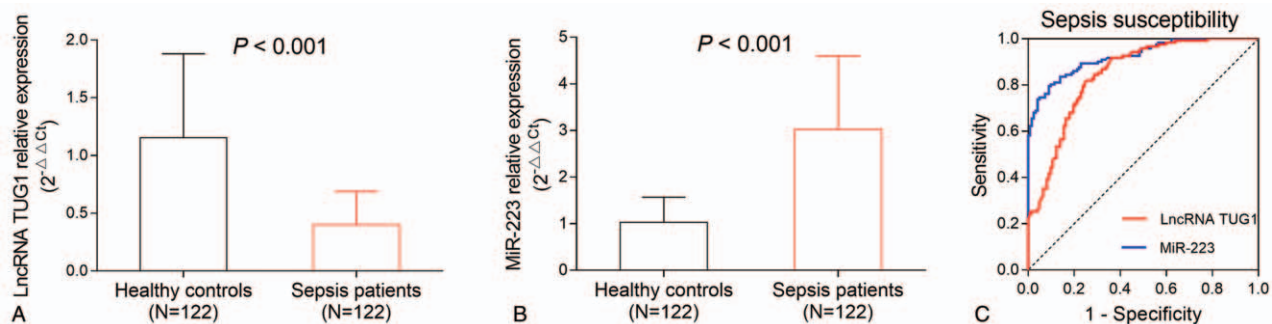 LncRNA TUG1 relative expression
(2-△△Ct)
2.0
1.5
1.0
0.5
0.0
P < 0.001
Healthy controls
(N=122)
Sepsis patients
(N=122)
A
MiR-223 relative expression
(2-△△Ct)
5
4
3
2
1
0
P < 0.001
Healthy controls
(N=122)
Sepsis patients
(N=122)
B
Sepsis susceptibility
Sensitivity
1.0
0.8
0.6
0.4
0.2
0.0
LncRNA TUG1
MiR-223
0.0 0.2 0.4 0.6 0.8 1.0
1 - Specificity
C